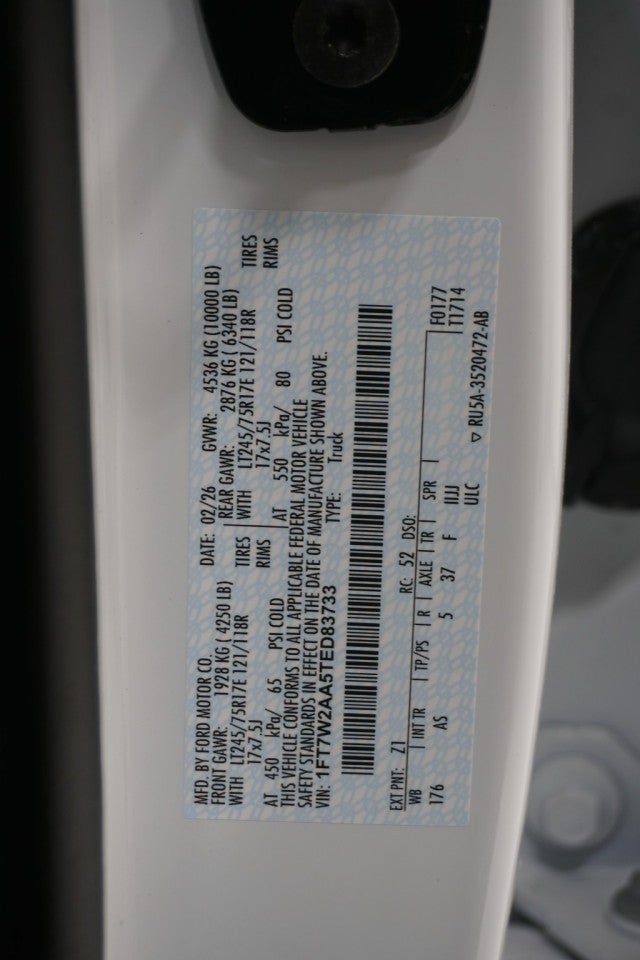 MFD. BY FORD MOTOR CO.
DATE: 02/26 GVWR: 4536 KG (10000 LB)
FRONT GAWR: 1928 KG ( 4250 LB) REAR GAWR: 2876 KG ( 6340 LB)
WITH LT245/75R17E 121/118R TIRES WITH LT245/75R17E 121/118R TIRES
17x7.5J RIMS 17x7.5J RIMS
AT 450 kPa/ 65 PSI COLD AT 550 kPa/ 80 PSI COLD
THIS VEHICLE CONFORMS TO ALL APPLICABLE FEDERAL MOTOR VEHICLE
SAFETY STANDARDS IN EFFECT ON THE DATE OF MANUFACTURE SHOWN ABOVE.
VIN: 1FT7W2AA5TED83733 TYPE: Truck
EXT PNT: Z1 RC: 52 DSO: F0177
WB INT TR TP/PS R AXLE TR SPR T1714
176 AS 5 37 F IIJJ
ULC ▽ RU5A-3520472-AB